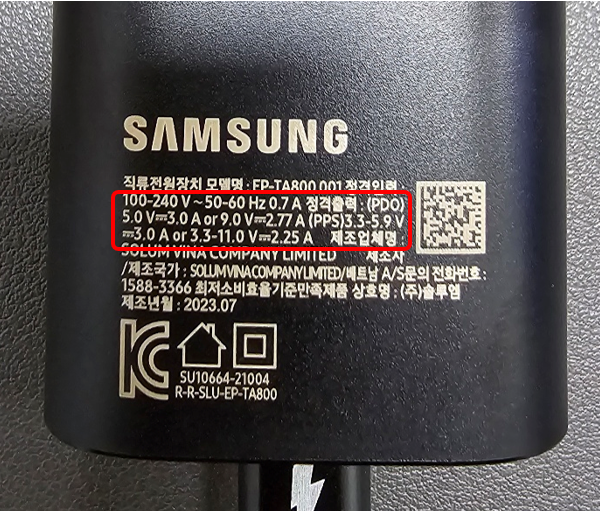 SAMSUNG
직류전원장치 모델명 : EP-TA800 001 정격입력
100-240 V ~ 50-60 Hz 0.7 A 정격출력 : (PDO)
5.0 V⎓3.0 A or 9.0 V⎓2.77 A (PPS)3.3-5.9 V
⎓3.0 A or 3.3-11.0 V⎓2.25 A 제조업체명 :
SOLUM VINA COMPANY LIMITED 제조자
/제조국가 : SOLUM VINA COMPANY LIMITED/베트남 A/S문의 전화번호 :
1588-3366 최저소비효율기준만족제품 상호명 : (주)솔루엠
제조년월 : 2023.07
SU10664-21004
R-R-SLU-EP-TA800